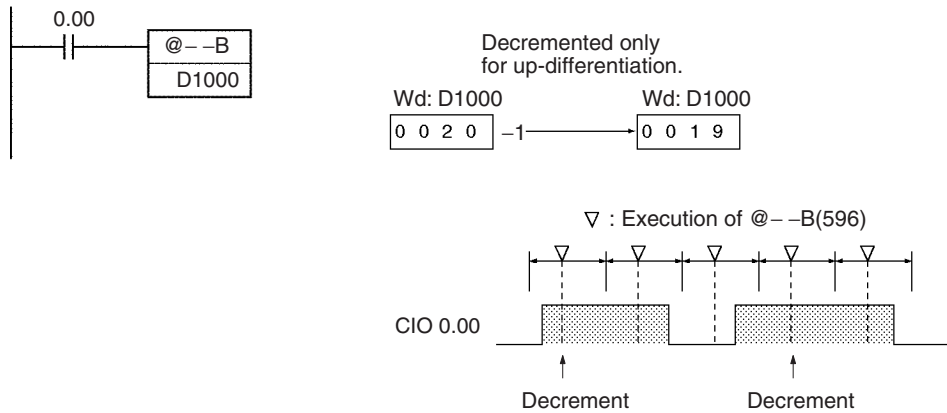 0.00
@– –B
D1000
Decremented only
for up-differentiation.
Wd: D1000
Wd: D1000
0 0 2 0 –1 0 0 1 9
▽ : Execution of @– –B(596)
CIO 0.00
Decrement
Decrement